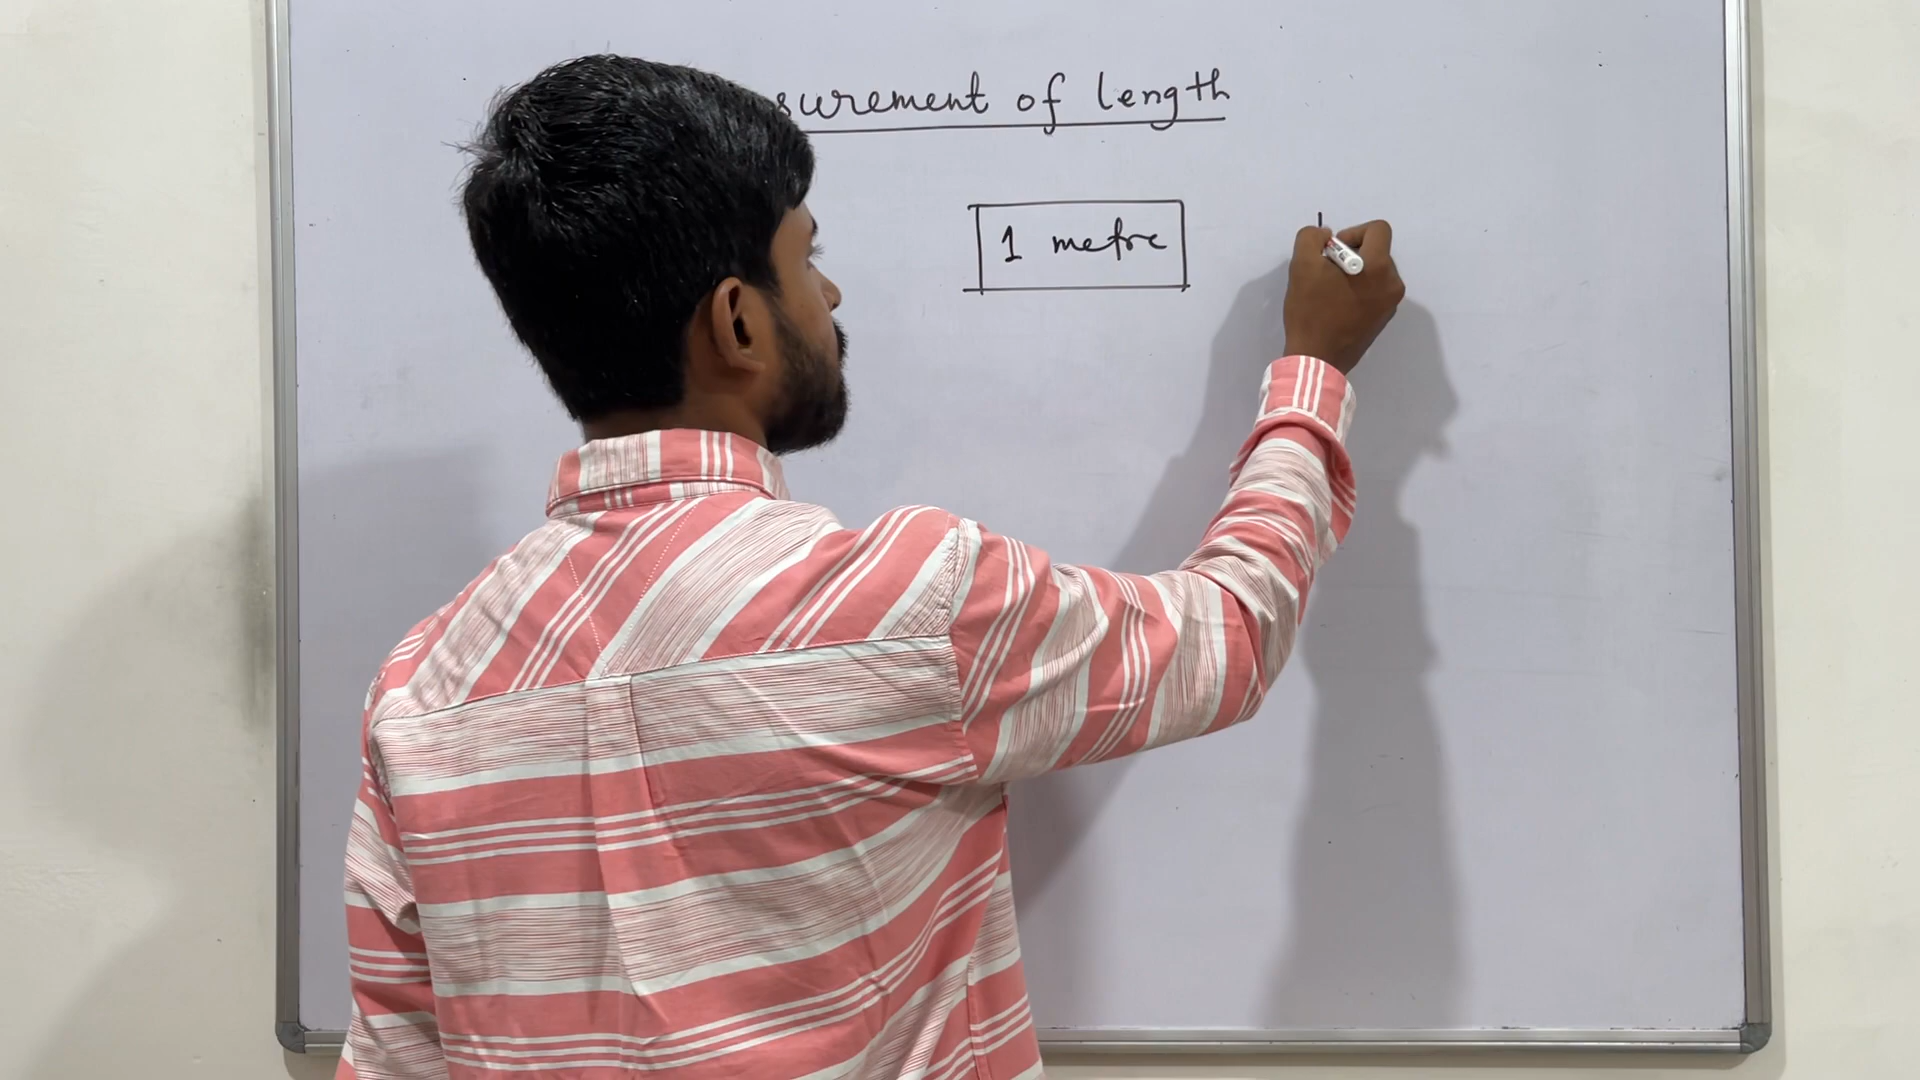 surement of length
1 metre